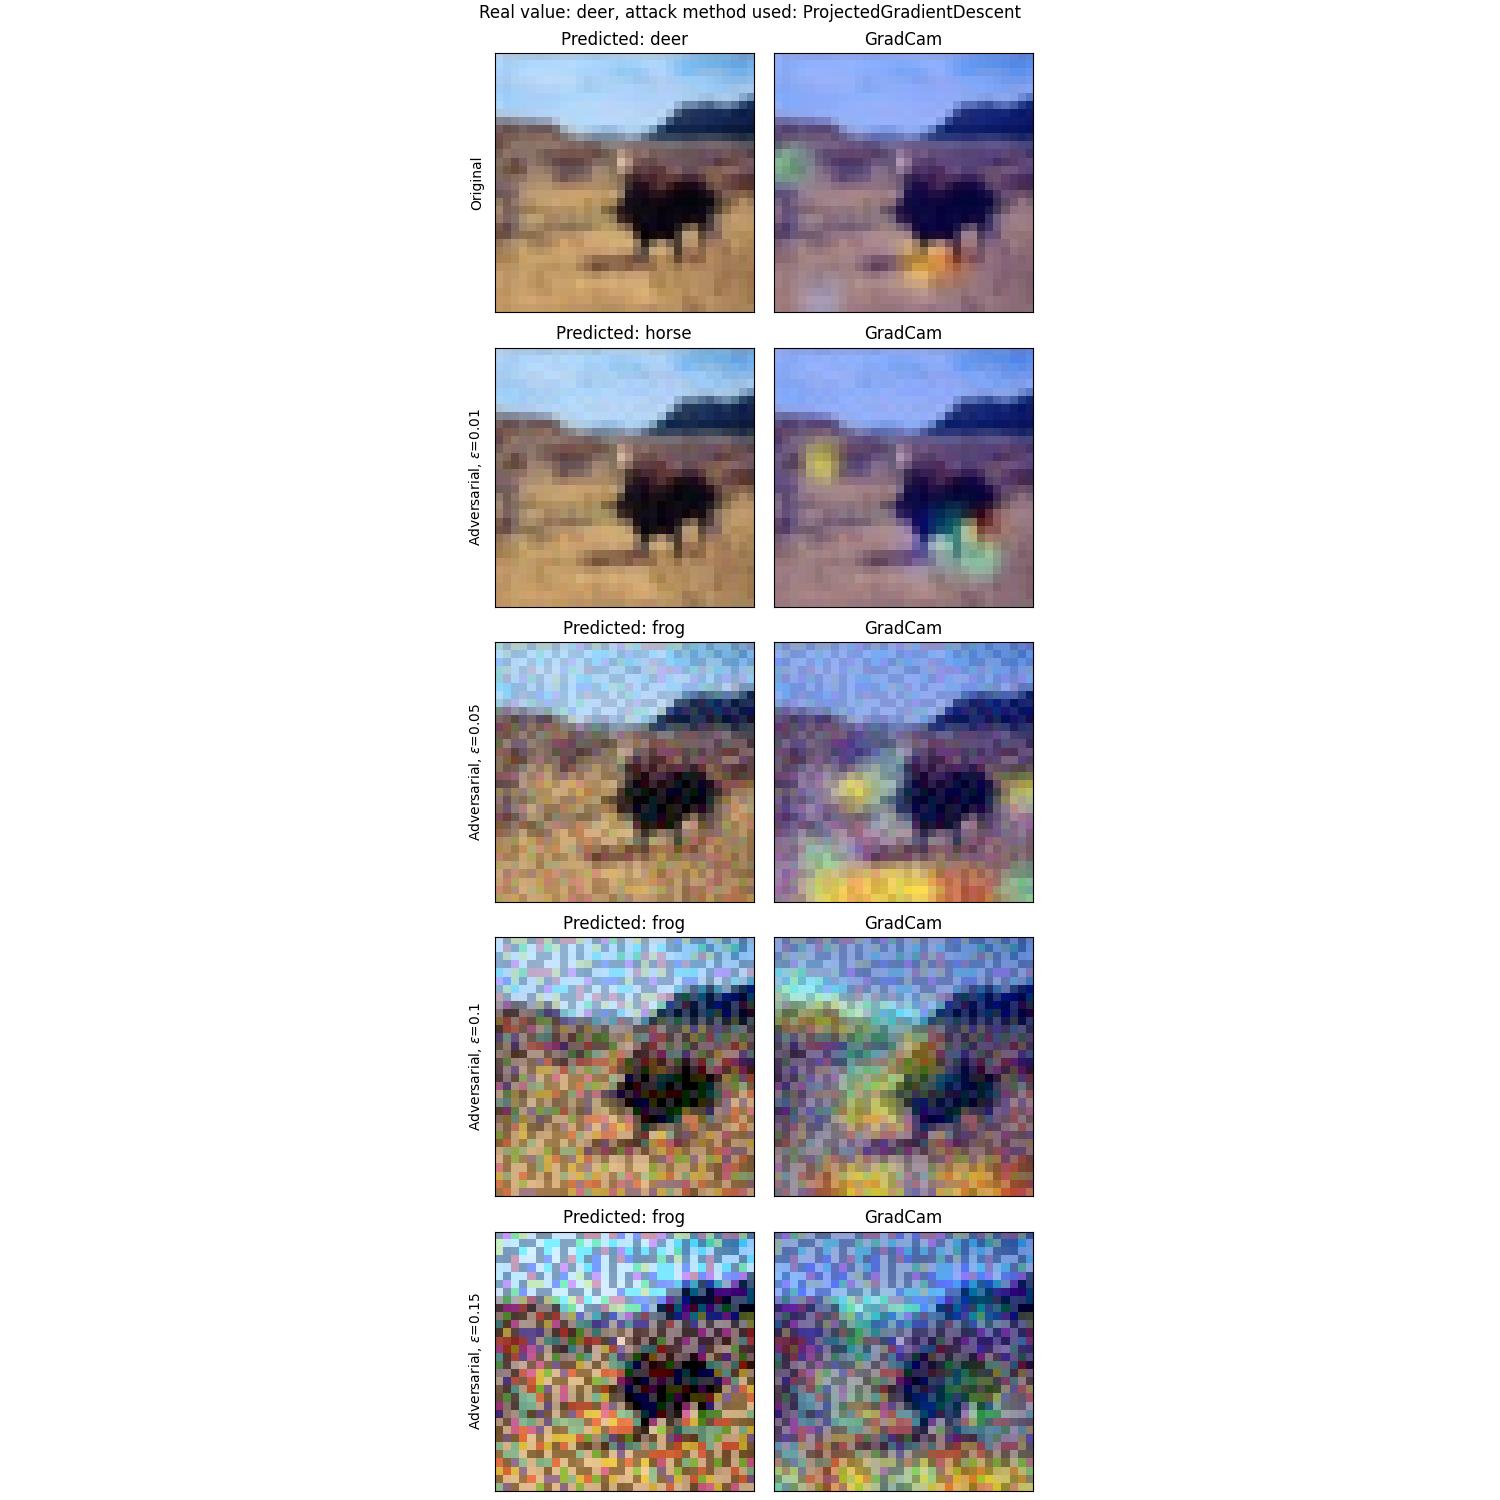 Real value: deer, attack method used: ProjectedGradientDescent
Predicted: deer
GradCam
Original
Predicted: horse
GradCam
Adversarial, ε=0.01
Predicted: frog
GradCam
Adversarial, ε=0.05
Predicted: frog
GradCam
Adversarial, ε=0.1
Predicted: frog
GradCam
Adversarial, ε=0.15